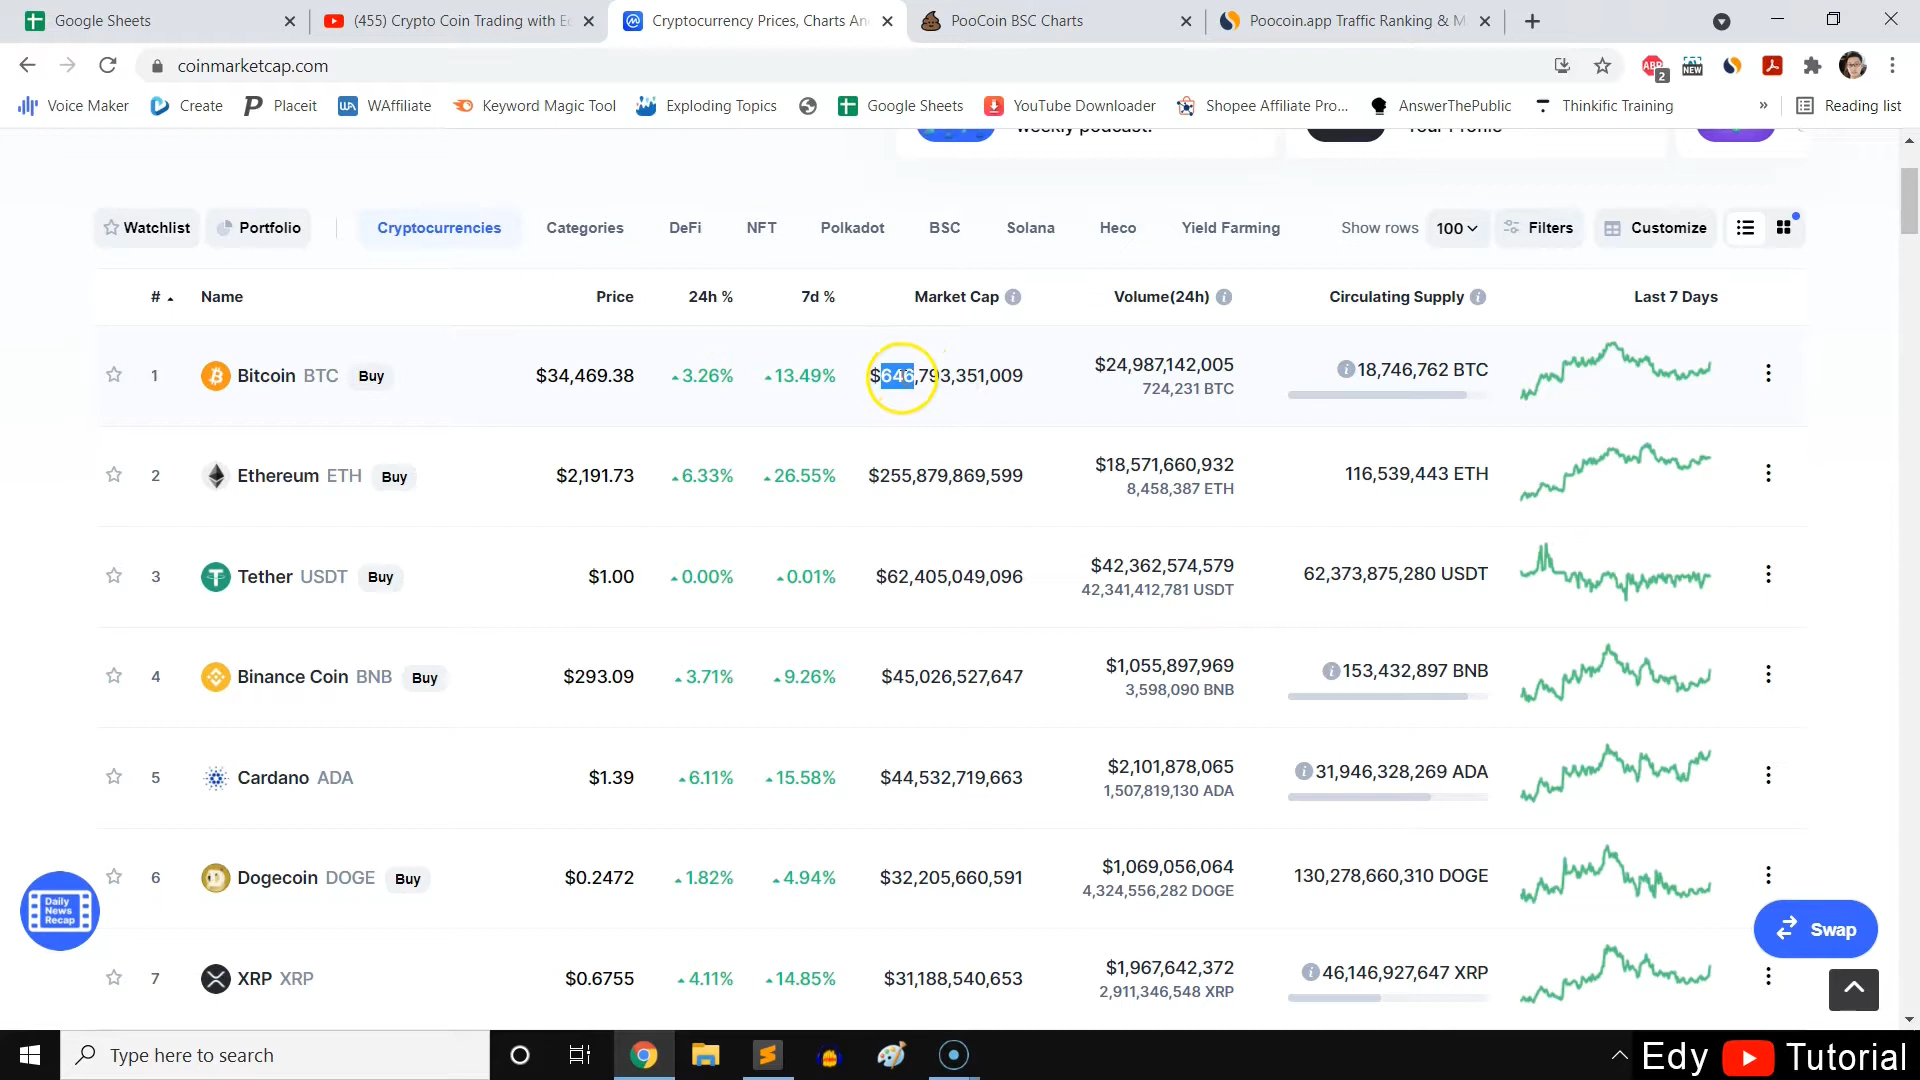 Google Sheets
(455) Crypto Coin Trading with E
Cryptocurrency Prices, Charts An
PooCoin BSC Charts
Poocoin.app Traffic Ranking & M
coinmarketcap.com
ABP
2
NEW
Voice Maker
Create
Placeit
WA
WAffiliate
Keyword Magic Tool
Exploding Topics
Google Sheets
YouTube Downloader
Shopee Affiliate Pro...
AnswerThePublic
Thinkific Training
»
Reading list
weekly podcast!
Your Profile
Watchlist
Portfolio
Cryptocurrencies
Categories
DeFi
NFT
Polkadot
BSC
Solana
Heco
Yield Farming
Show rows
100
Filters
Customize
# Name Price 24h % 7d % Market Cap Volume(24h) Circulating Supply Last 7 Days
1 Bitcoin BTC Buy $34,469.38 3.26% 13.49% $646,793,351,009 $24,987,142,005 18,746,762 BTC
724,231 BTC
2 Ethereum ETH Buy $2,191.73 6.33% 26.55% $255,879,869,599 $18,571,660,932 116,539,443 ETH
8,458,387 ETH
3 Tether USDT Buy $1.00 0.00% 0.01% $62,405,049,096 $42,362,574,579 62,373,875,280 USDT
42,341,412,781 USDT
4 Binance Coin BNB Buy $293.09 3.71% 9.26% $45,026,527,647 $1,055,897,969 153,432,897 BNB
3,598,090 BNB
5 Cardano ADA $1.39 6.11% 15.58% $44,532,719,663 $2,101,878,065 31,946,328,269 ADA
1,507,819,130 ADA
6 Dogecoin DOGE Buy $0.2472 1.82% 4.94% $32,205,660,591 $1,069,056,064 130,278,660,310 DOGE
4,324,556,282 DOGE
Daily
News
Recap
Swap
7 XRP XRP $0.6755 4.11% 14.85% $31,188,540,653 $1,967,642,372 46,146,927,647 XRP
2,911,346,548 XRP
Type here to search
Edy Tutorial